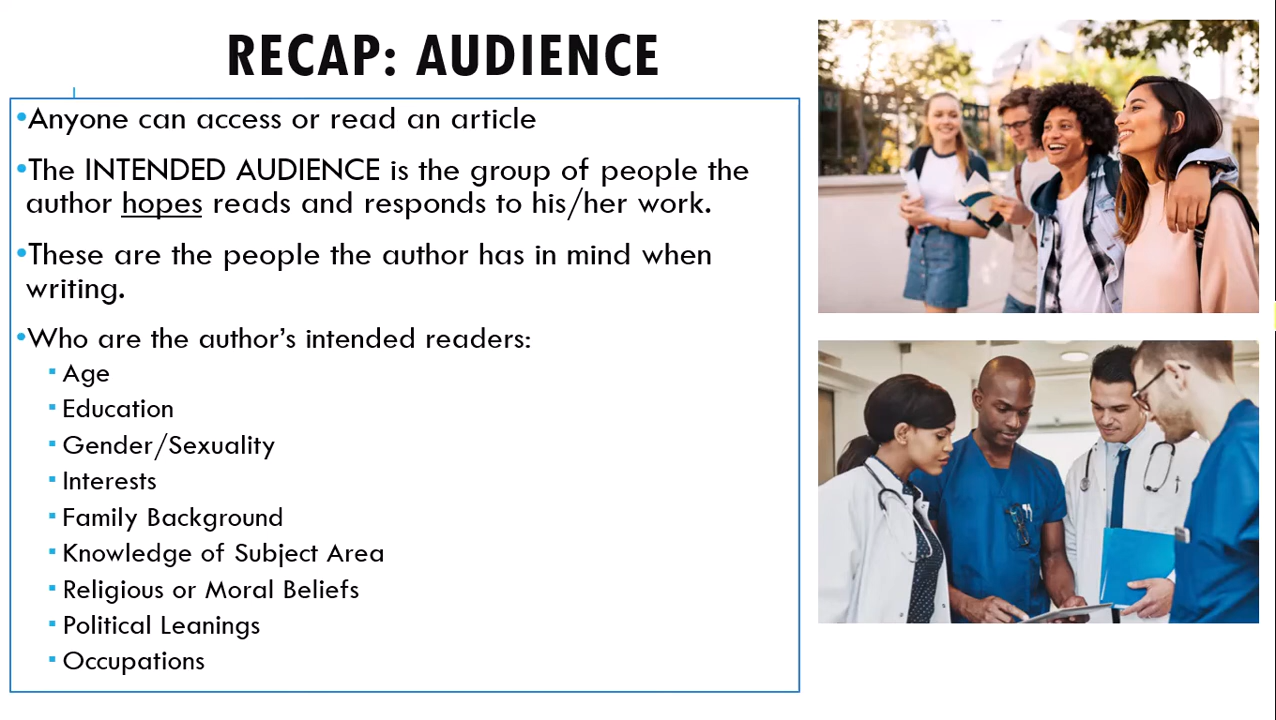 RECAP: AUDIENCE
•Anyone can access or read an article
•The INTENDED AUDIENCE is the group of people the
author hopes reads and responds to his/her work.
•These are the people the author has in mind when
writing.
•Who are the author’s intended readers:
▪Age
▪Education
▪Gender/Sexuality
▪Interests
▪Family Background
▪Knowledge of Subject Area
▪Religious or Moral Beliefs
▪Political Leanings
▪Occupations